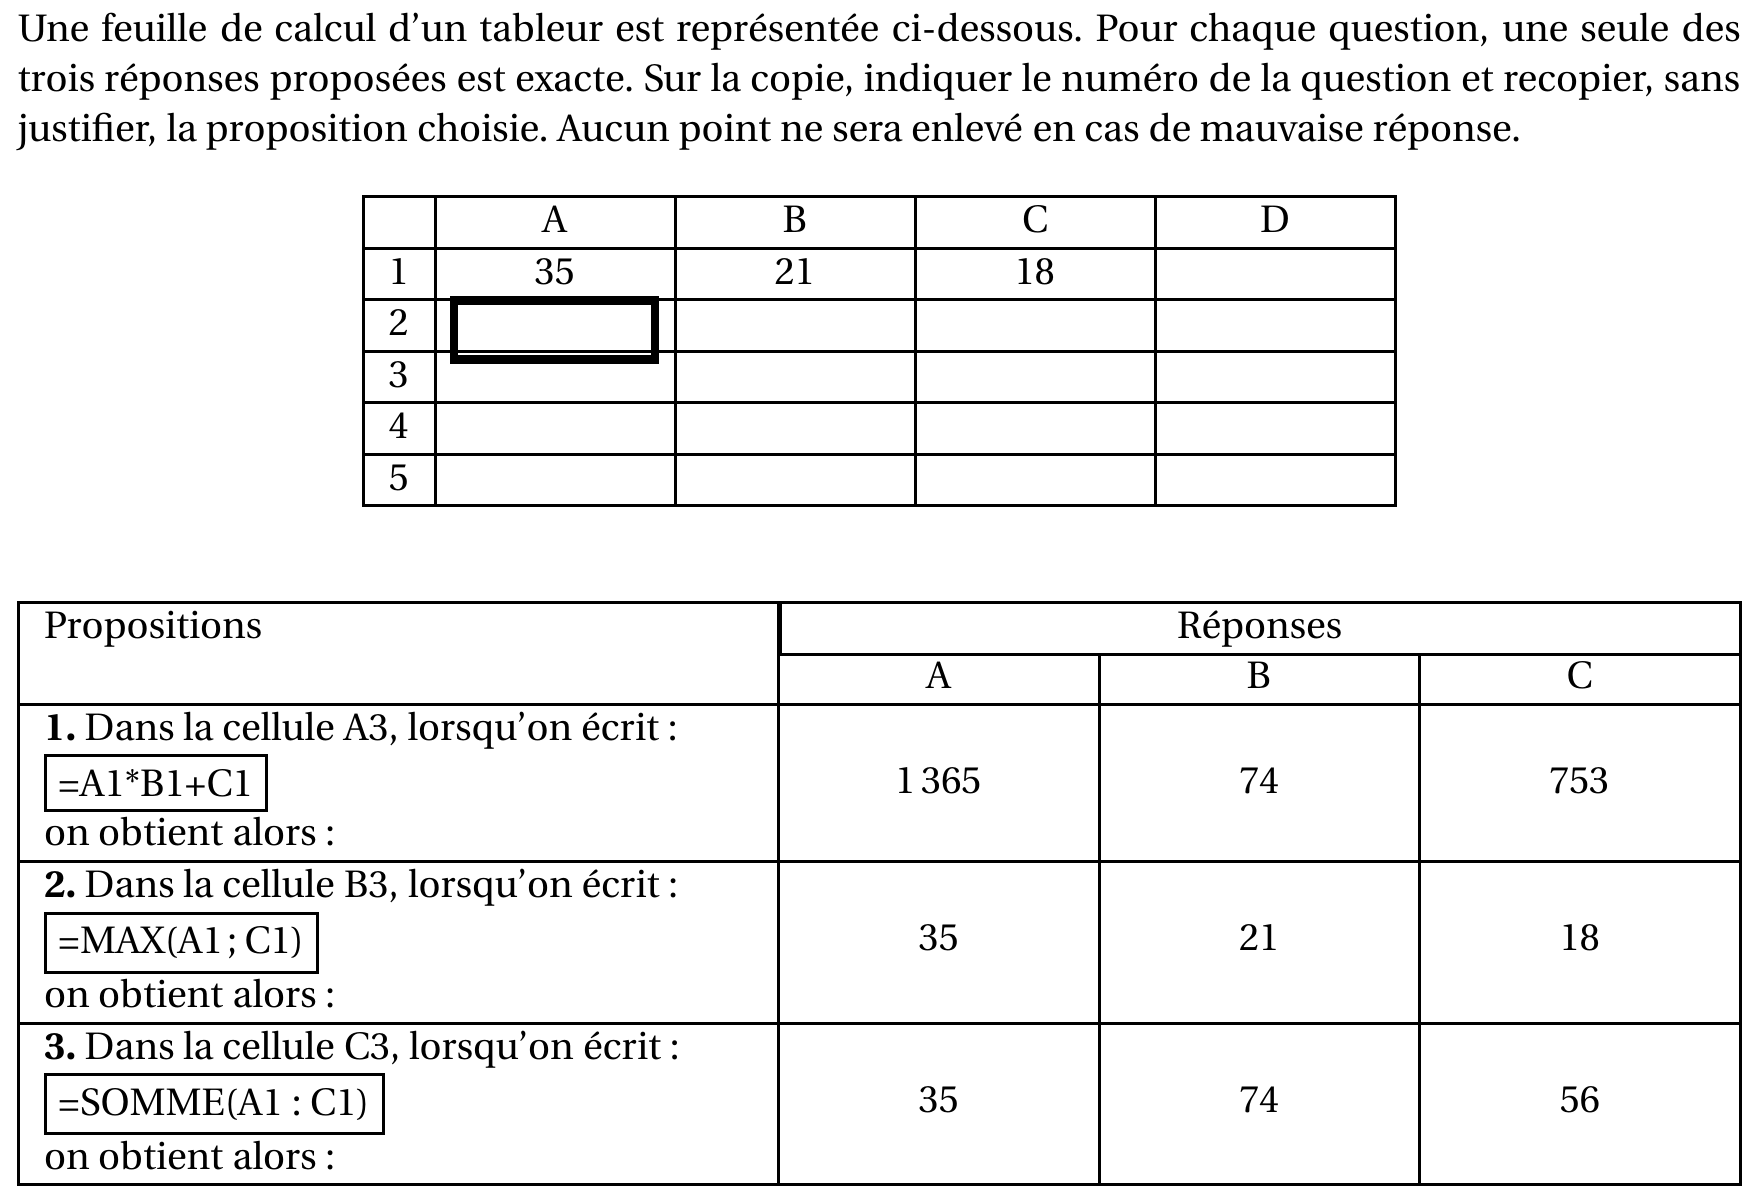 Une feuille de calcul d'un tableur est représentée ci-dessous. Pour chaque question, une seule des
trois réponses proposées est exacte. Sur la copie, indiquer le numéro de la question et recopier, sans
justifier, la proposition choisie. Aucun point ne sera enlevé en cas de mauvaise réponse.
A B C D
1 35 21 18
2
3
4
5
Propositions Réponses
A B C
1. Dans la cellule A3, lorsqu'on écrit :
=A1*B1+C1 1 365 74 753
on obtient alors :
2. Dans la cellule B3, lorsqu'on écrit :
=MAX(A1 ; C1) 35 21 18
on obtient alors :
3. Dans la cellule C3, lorsqu'on écrit :
=SOMME(A1 : C1) 35 74 56
on obtient alors :